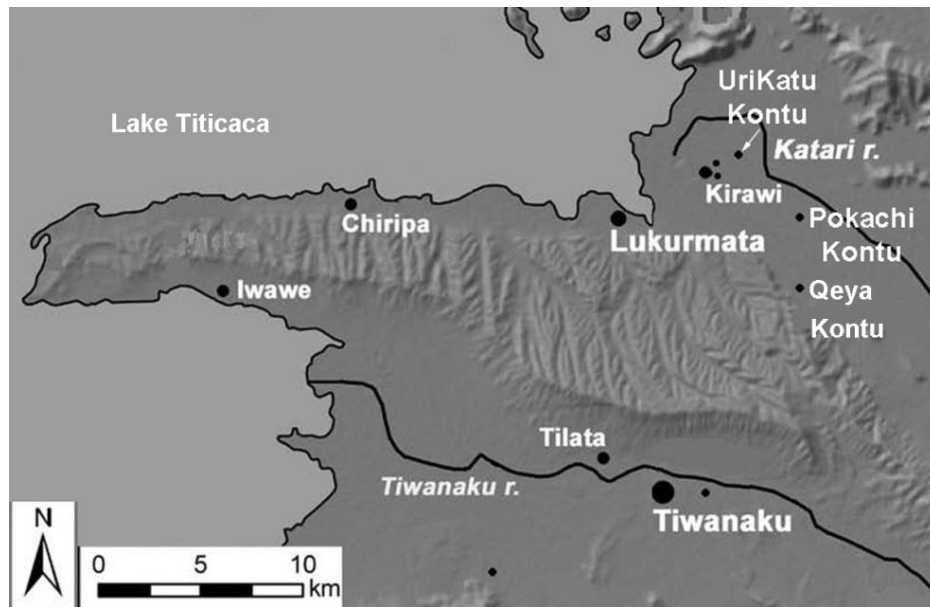 UriKatu
Kontu
Lake Titicaca
Katari r.
Kirawi
Chiripa
Pokachi
Kontu
Lukurmata
Iwawe
Qeya
Kontu
Tilata
Tiwanaku r.
Tiwanaku
N
0 5 10
km